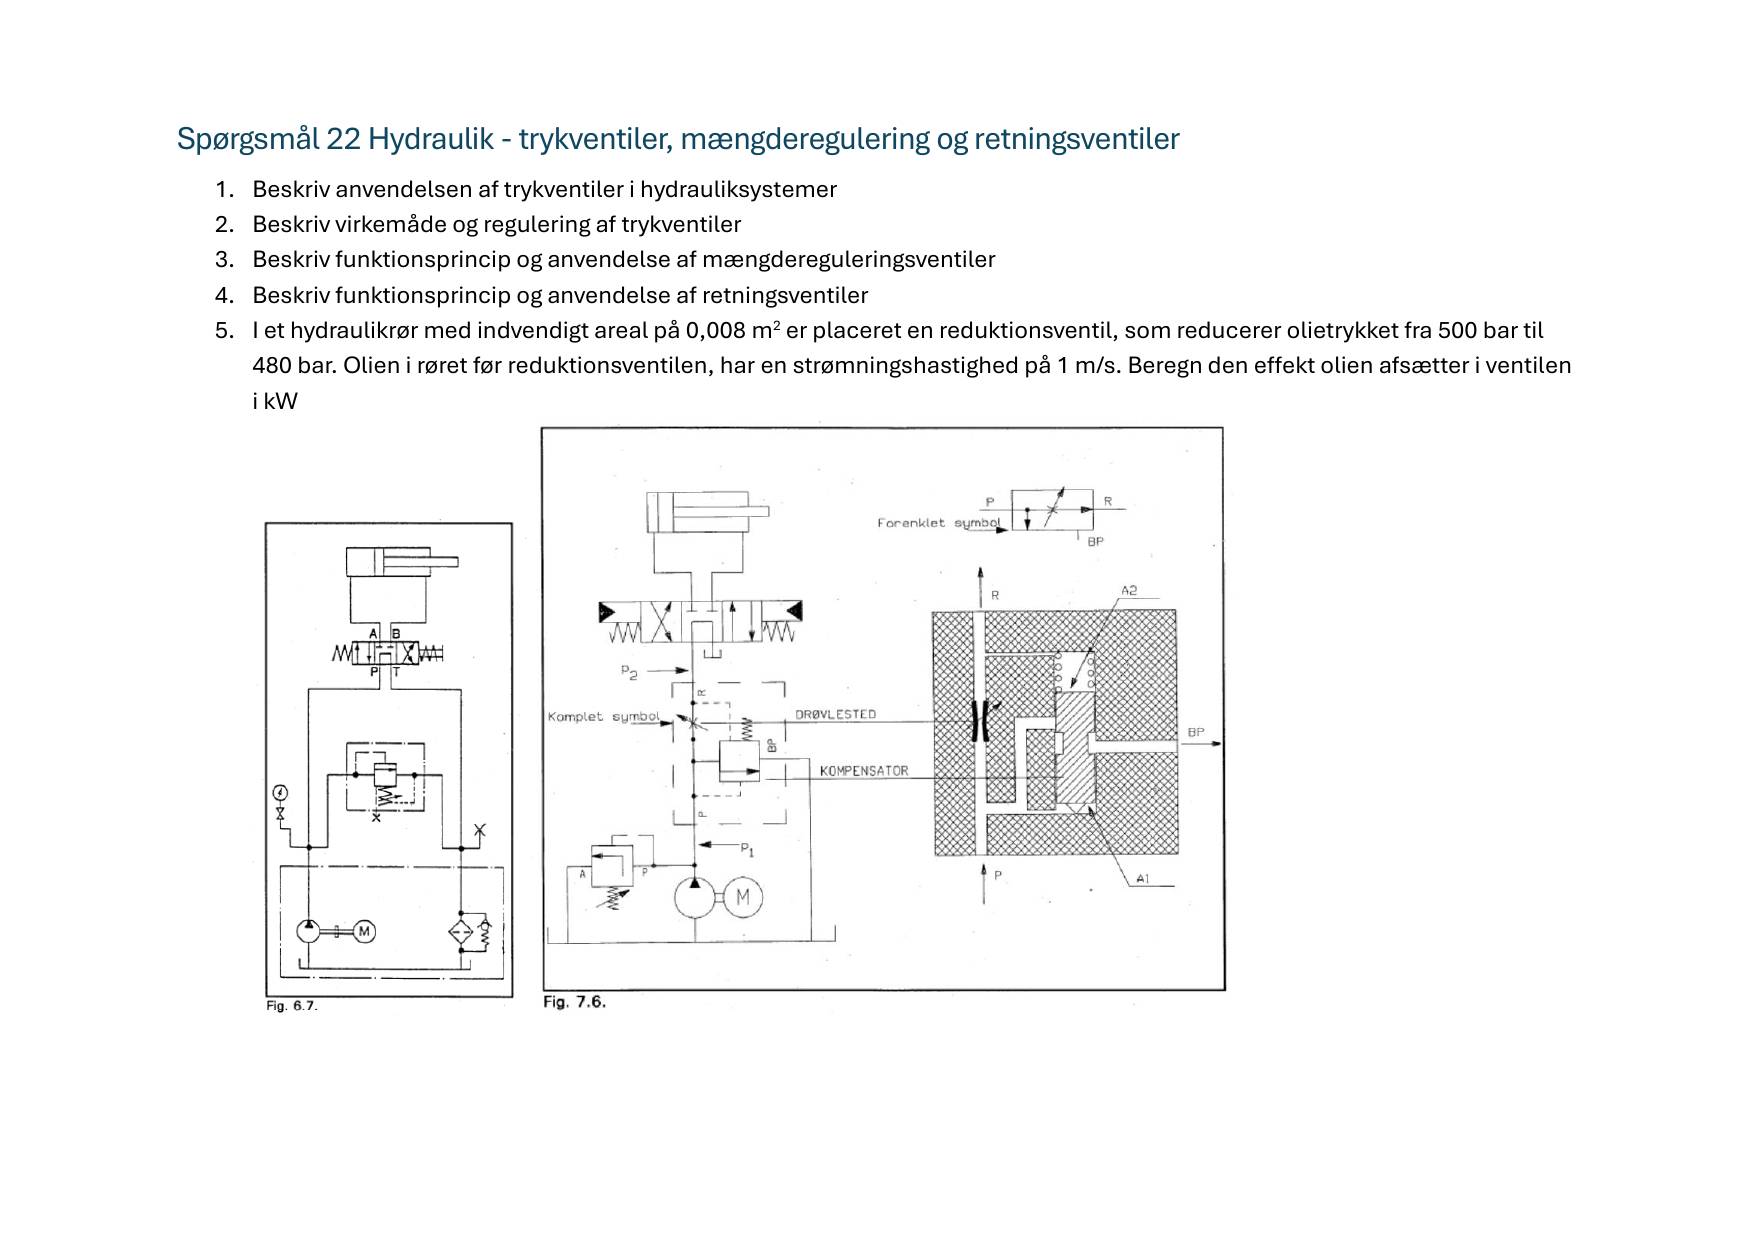 Spørgsmål 22 Hydraulik - trykventiler, mængderegulering og retningsventiler
1. Beskriv anvendelsen af trykventiler i hydrauliksystemer
2. Beskriv virkemåde og regulering af trykventiler
3. Beskriv funktionsprincip og anvendelse af mængdereguleringsventiler
4. Beskriv funktionsprincip og anvendelse af retningsventiler
5. I et hydraulikrør med indvendigt areal på 0,008 m² er placeret en reduktionsventil, som reducerer olietrykket fra 500 bar til
480 bar. Olien i røret før reduktionsventilen, har en strømningshastighed på 1 m/s. Beregn den effekt olien afsætter i ventilen
i kW
A B
P T
X
M
Fig. 6.7.
P R
Forenklet symbol
BP
R
A2
P2
R
Komplet symbol
DRØVLESTED
BP
BP
KOMPENSATOR
P
P1
A P
M
P
A1
Fig. 7.6.